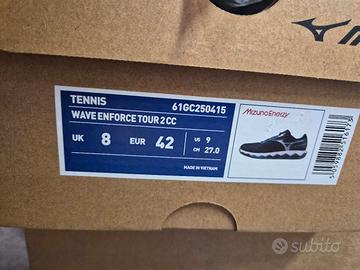 TENNIS
61GC250415
WAVE ENFORCE TOUR 2 CC
UK 8 EUR 42 US 9
CM 27.0
MADE IN VIETNAM
MizunoEnerzy
subito